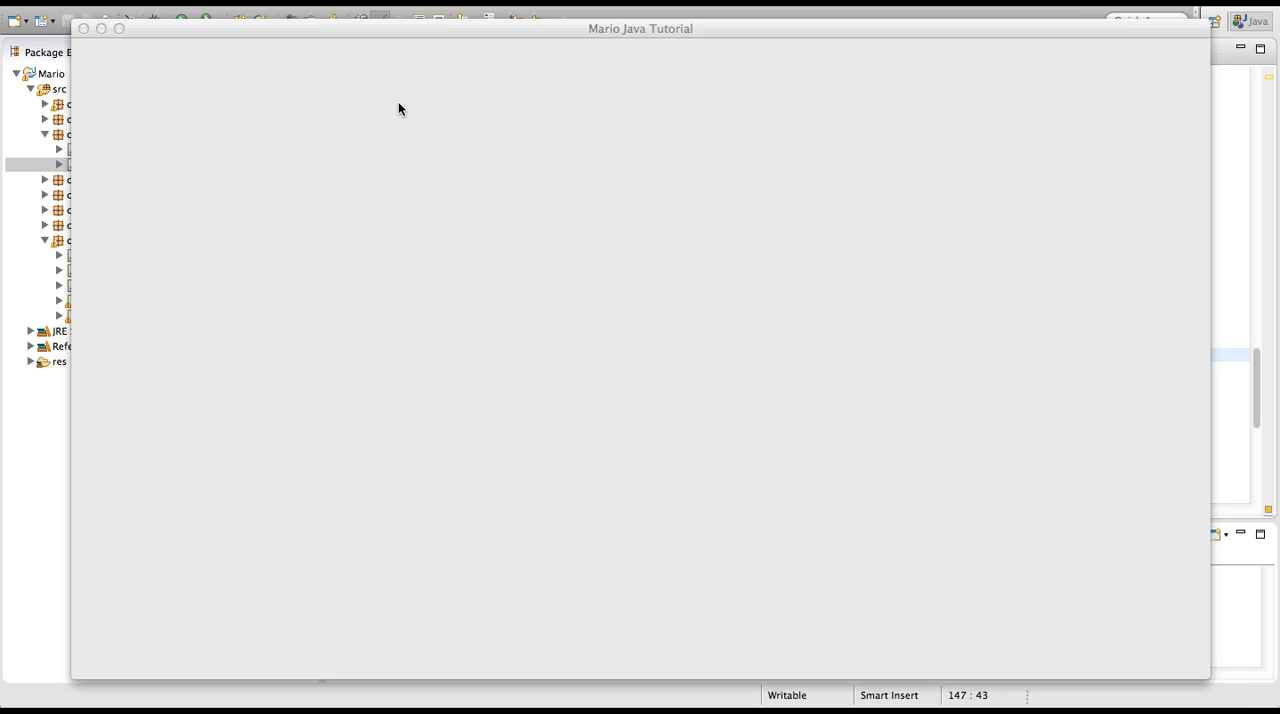 Mario Java Tutorial
Java
Package E
Mario
src
JRE
Refe
res
Writable
Smart Insert
147 : 43